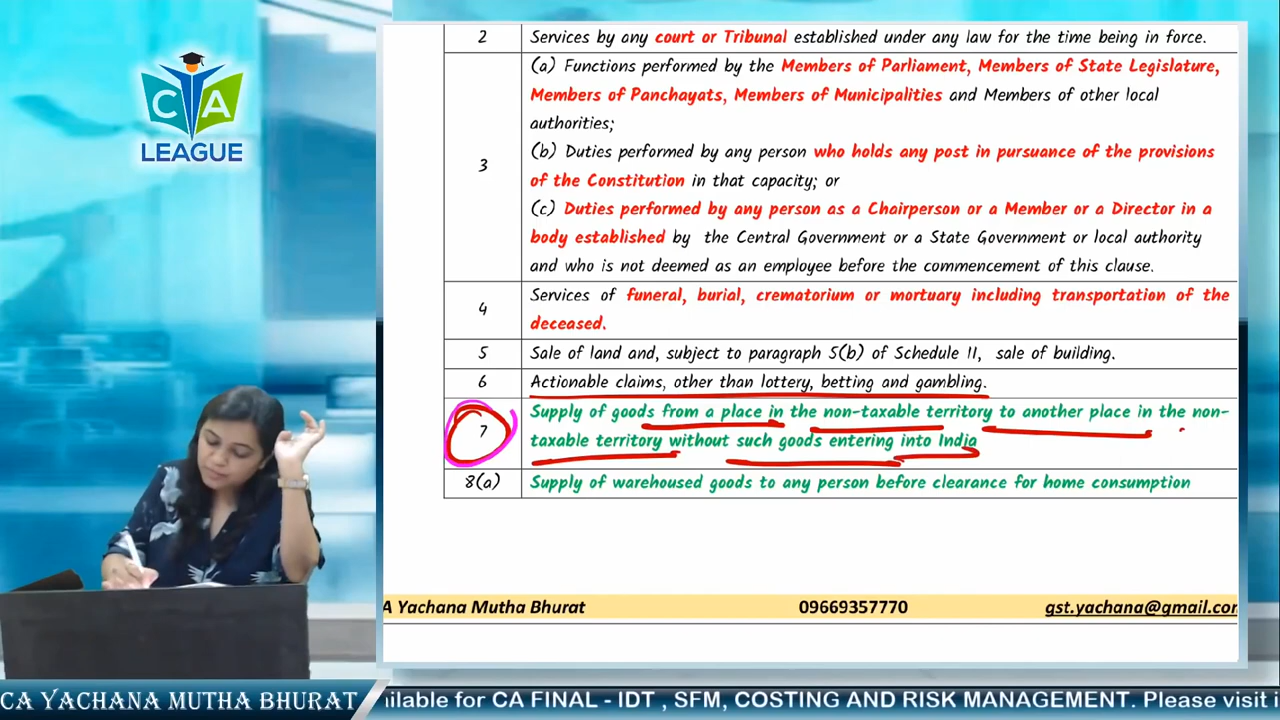 CA
LEAGUE
2 Services by any court or Tribunal established under any law for the time being in force.
3 (a) Functions performed by the Members of Parliament, Members of State Legislature,
Members of Panchayats, Members of Municipalities and Members of other local
authorities;
(b) Duties performed by any person who holds any post in pursuance of the provisions
of the Constitution in that capacity; or
(c) Duties performed by any person as a Chairperson or a Member or a Director in a
body established by the Central Government or a State Government or local authority
and who is not deemed as an employee before the commencement of this clause.
4 Services of funeral, burial, crematorium or mortuary including transportation of the
deceased.
5 Sale of land and, subject to paragraph 5(b) of Schedule II, sale of building.
6 Actionable claims, other than lottery, betting and gambling.
7 Supply of goods from a place in the non-taxable territory to another place in the non-
taxable territory without such goods entering into India
8(a) Supply of warehoused goods to any person before clearance for home consumption
A Yachana Mutha Bhurat 09669357770 gst.yachana@gmail.co
CA YACHANA MUTHA BHURAT ilable for CA FINAL - IDT , SFM, COSTING AND RISK MANAGEMENT. Please visit